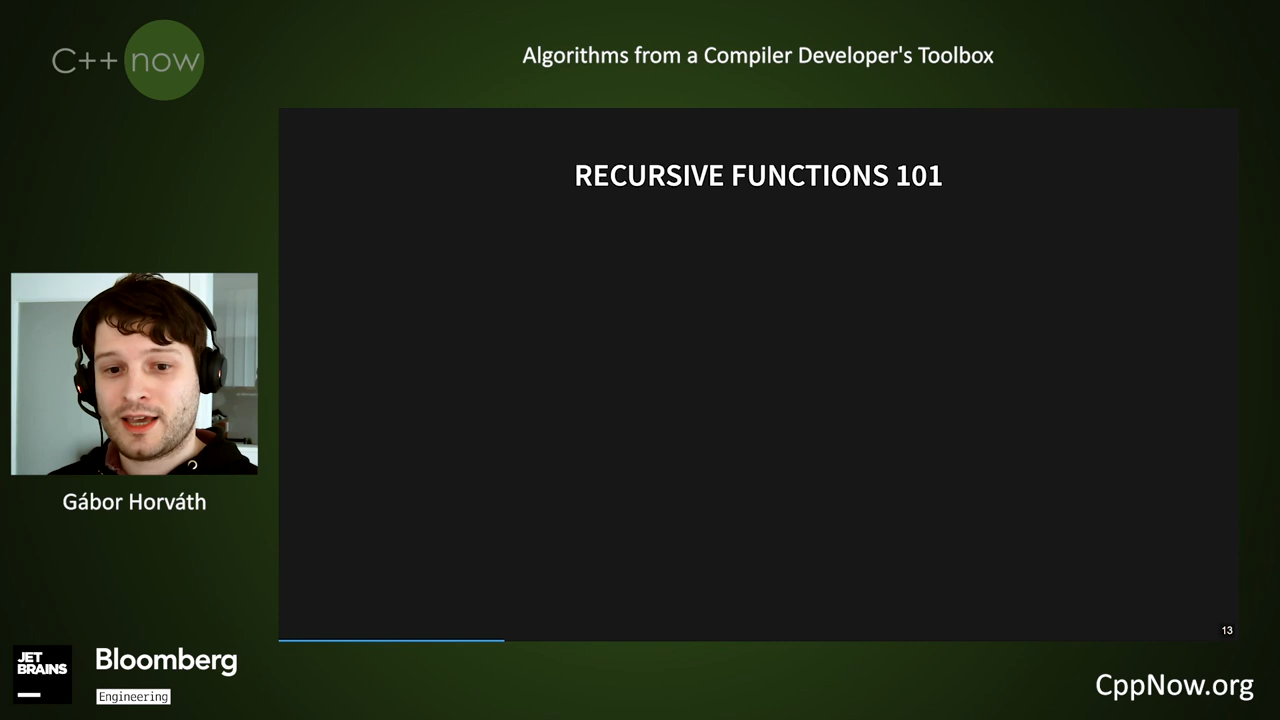 C++ now
Algorithms from a Compiler Developer's Toolbox
RECURSIVE FUNCTIONS 101
Gábor Horváth
13
JET
BRAINS
Bloomberg
Engineering
CppNow.org